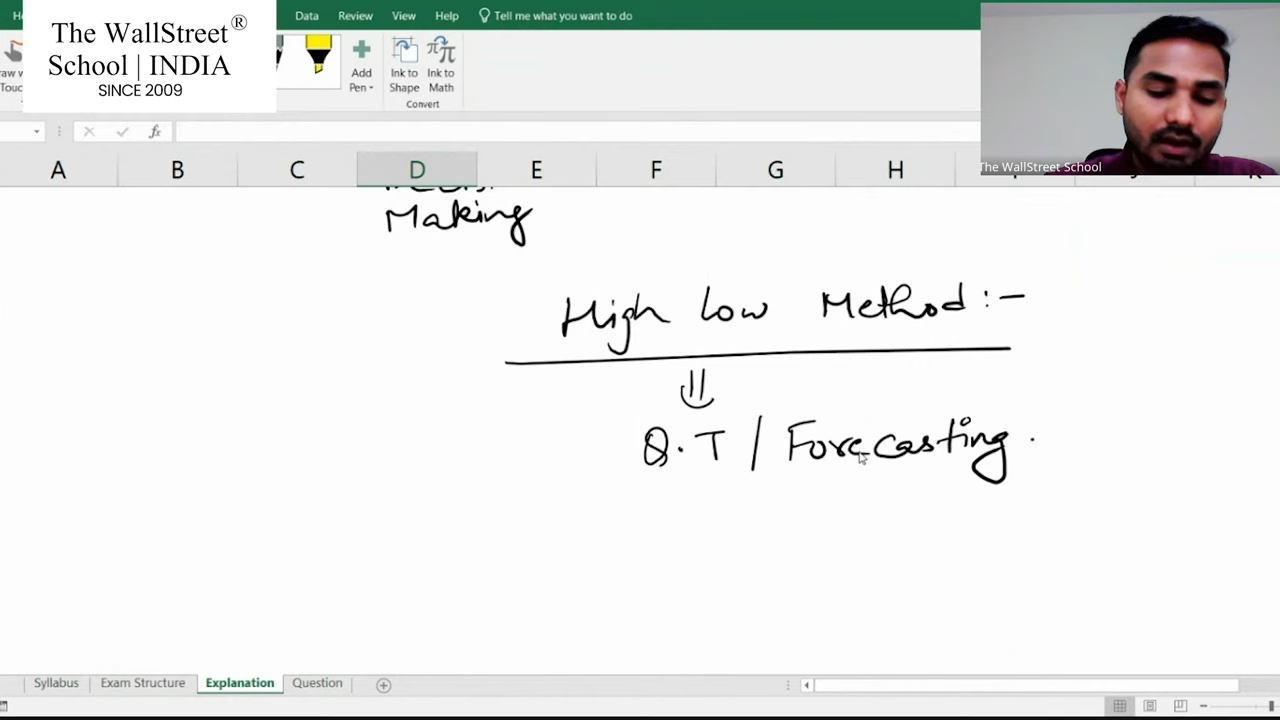 Data Review View Help Tell me what you want to do
The WallStreet®
School | INDIA
SINCE 2009
Add Ink to Ink to
Pen Shape Math
Convert
fx
A B C D E F G H
The WallStreet School
Making
High Low Method:-
Q.T / Forecasting.
Syllabus Exam Structure Explanation Question